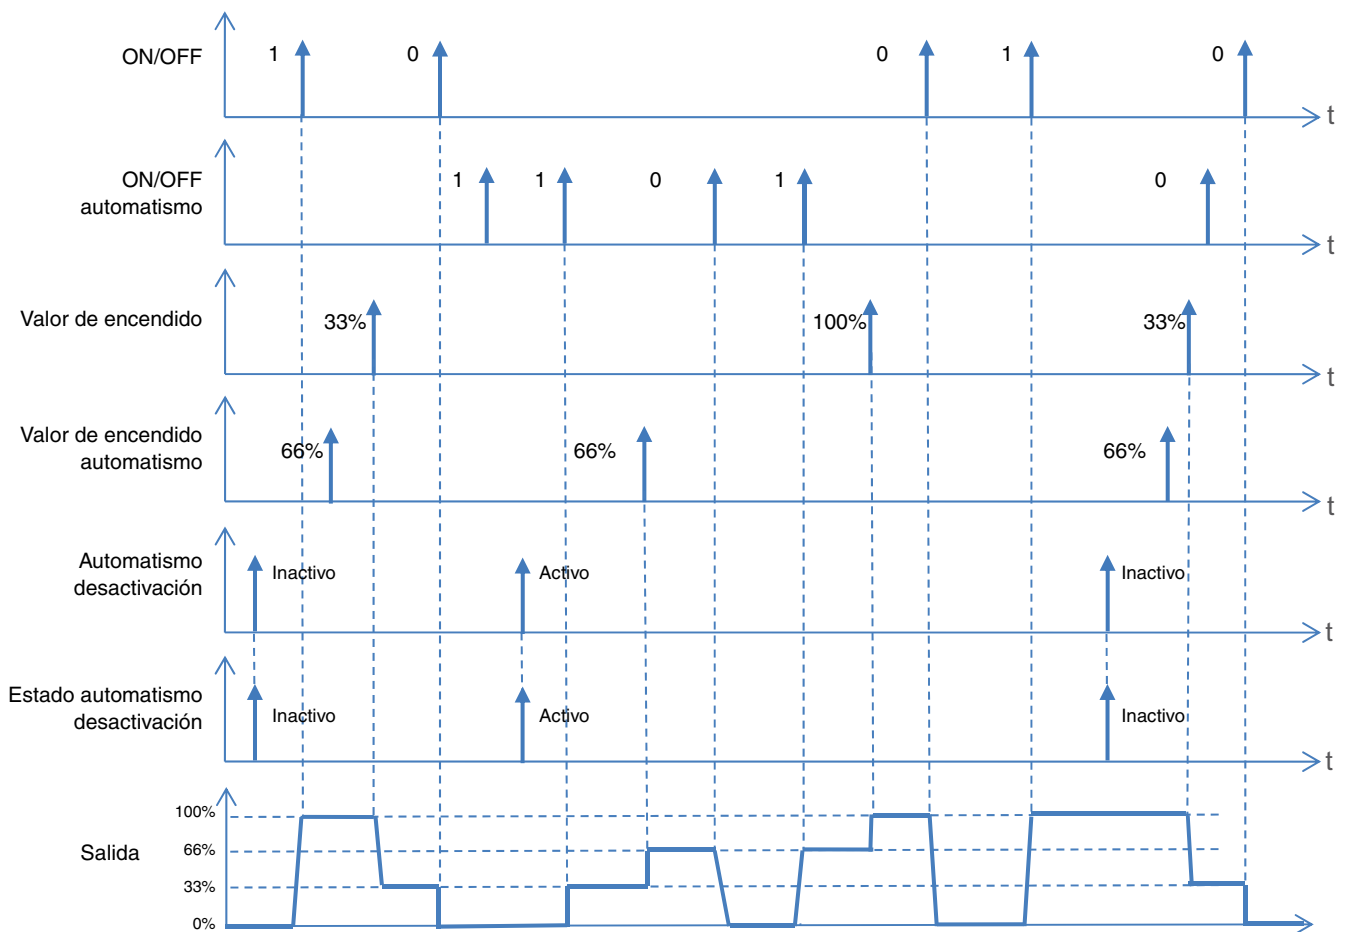 ON/OFF
1 0 0 1 0
t
ON/OFF
automatismo
1 1 0 1 0
t
Valor de encendido
33% 100% 33%
t
Valor de encendido
automatismo
66% 66% 66%
t
Automatismo
desactivación
Inactivo Activo Inactivo
t
Estado automatismo
desactivación
Inactivo Activo Inactivo
t
Salida
100%
66%
33%
0%